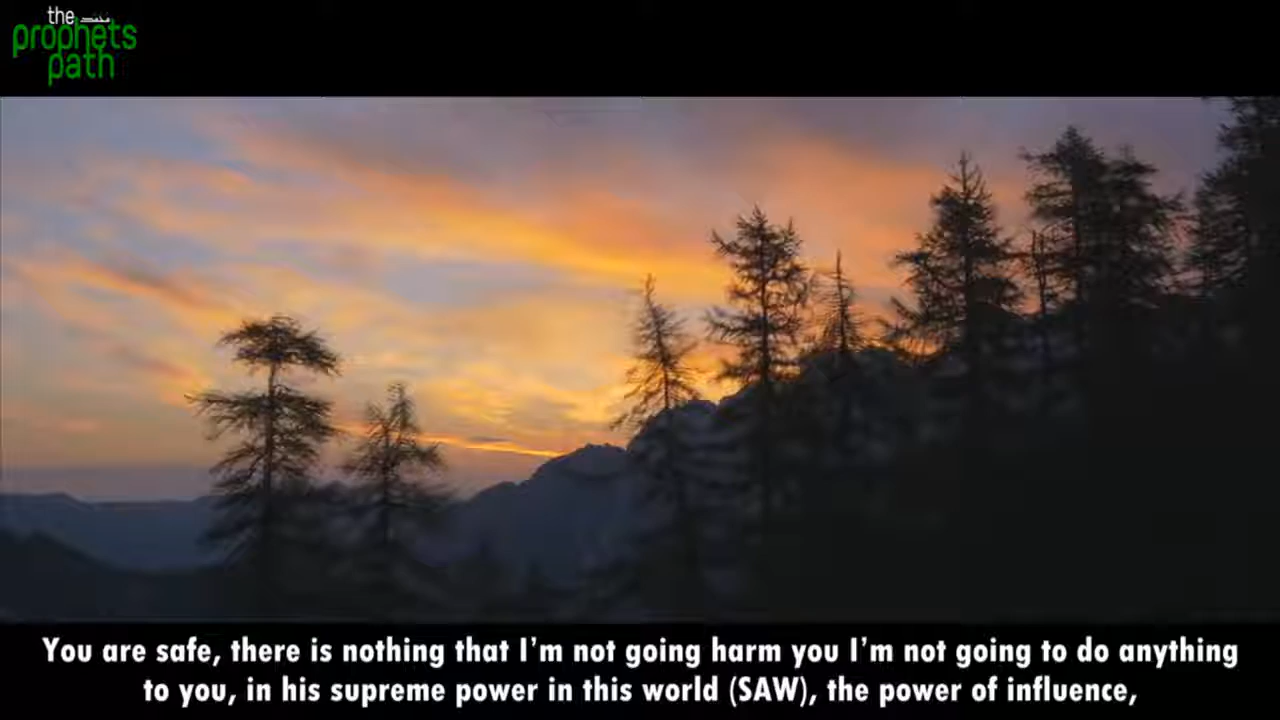 the
prophets
path
You are safe, there is nothing that I'm not going harm you I'm not going to do anything
to you, in his supreme power in this world (SAW), the power of influence,